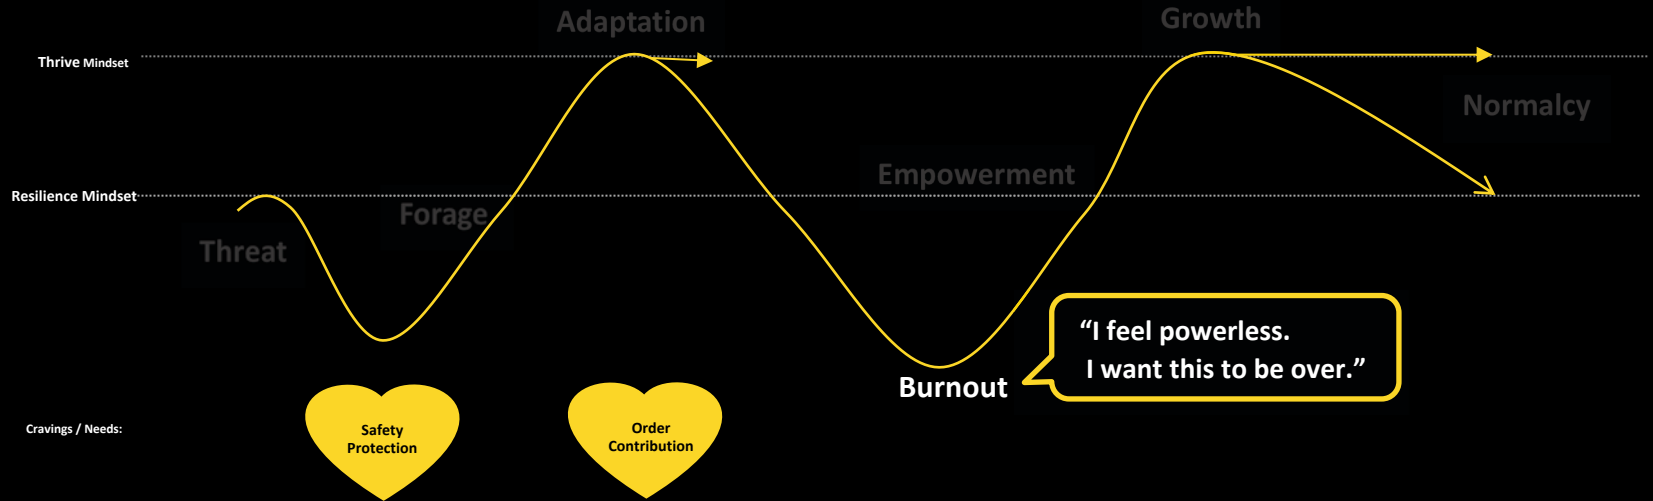 Adaptation
Growth
Thrive Mindset
Normalcy
Empowerment
Resilience Mindset
Forage
Threat
“I feel powerless.
I want this to be over.”
Burnout
Cravings / Needs:
Safety
Protection
Order
Contribution